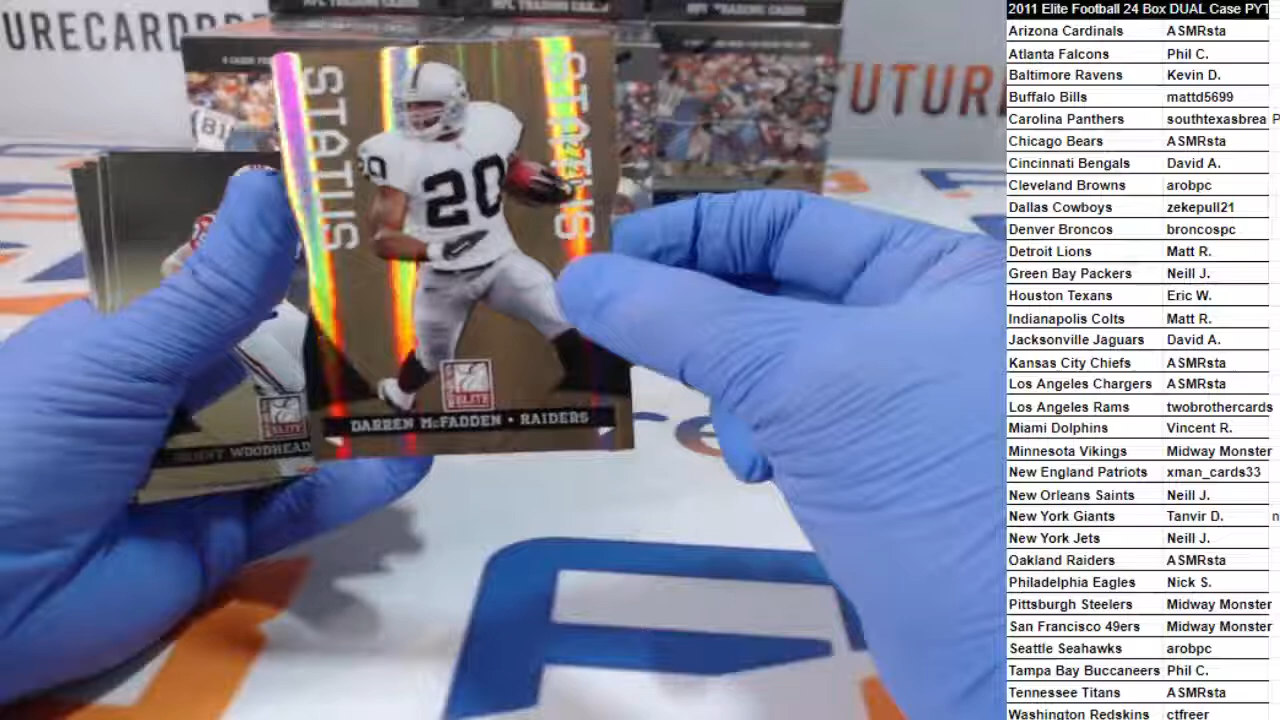 URECARD
FUTURE
81
STATUS
STATUS
20
20
ELITE
DARREN McFADDEN • RAIDERS
ELITE
WOODHEAD
2011 Elite Football 24 Box DUAL Case PYT
Arizona Cardinals ASMRsta
Atlanta Falcons Phil C.
Baltimore Ravens Kevin D.
Buffalo Bills mattd5699
Carolina Panthers southtexasbrea P
Chicago Bears ASMRsta
Cincinnati Bengals David A.
Cleveland Browns arobpc
Dallas Cowboys zekepull21
Denver Broncos broncospc
Detroit Lions Matt R.
Green Bay Packers Neill J.
Houston Texans Eric W.
Indianapolis Colts Matt R.
Jacksonville Jaguars David A.
Kansas City Chiefs ASMRsta
Los Angeles Chargers ASMRsta
Los Angeles Rams twobrothercards
Miami Dolphins Vincent R.
Minnesota Vikings Midway Monster
New England Patriots xman_cards33
New Orleans Saints Neill J.
New York Giants Tanvir D. n
New York Jets Neill J.
Oakland Raiders ASMRsta
Philadelphia Eagles Nick S.
Pittsburgh Steelers Midway Monster
San Francisco 49ers Midway Monster
Seattle Seahawks arobpc
Tampa Bay Buccaneers Phil C.
Tennessee Titans ASMRsta
Washington Redskins ctfreer